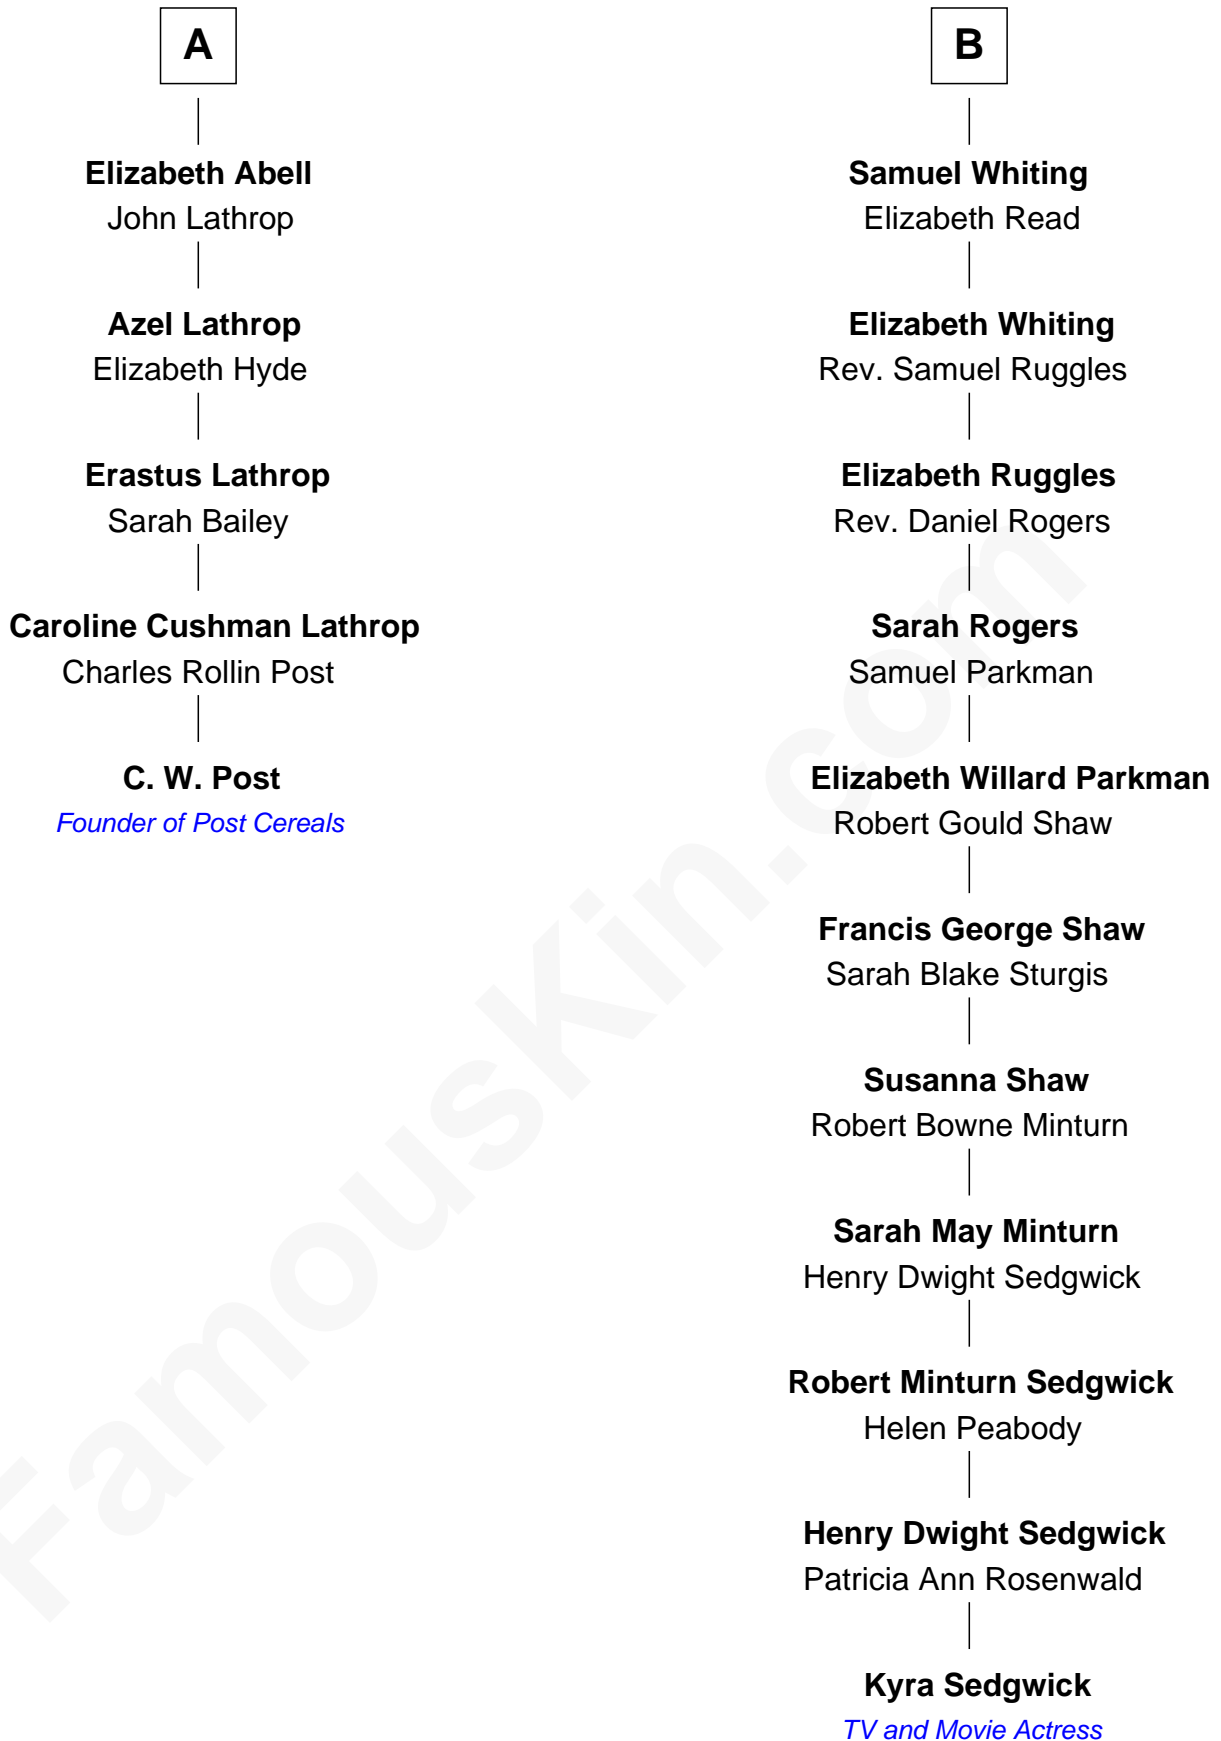 A
Elizabeth Abell
John Lathrop
Azel Lathrop
Elizabeth Hyde
Erastus Lathrop
Sarah Bailey
Caroline Cushman Lathrop
Charles Rollin Post
C. W. Post
Founder of Post Cereals
B
Samuel Whiting
Elizabeth Read
Elizabeth Whiting
Rev. Samuel Ruggles
Elizabeth Ruggles
Rev. Daniel Rogers
Sarah Rogers
Samuel Parkman
Elizabeth Willard Parkman
Robert Gould Shaw
Francis George Shaw
Sarah Blake Sturgis
Susanna Shaw
Robert Bowne Minturn
Sarah May Minturn
Henry Dwight Sedgwick
Robert Minturn Sedgwick
Helen Peabody
Henry Dwight Sedgwick
Patricia Ann Rosenwald
Kyra Sedgwick
TV and Movie Actress
FamousKin.com